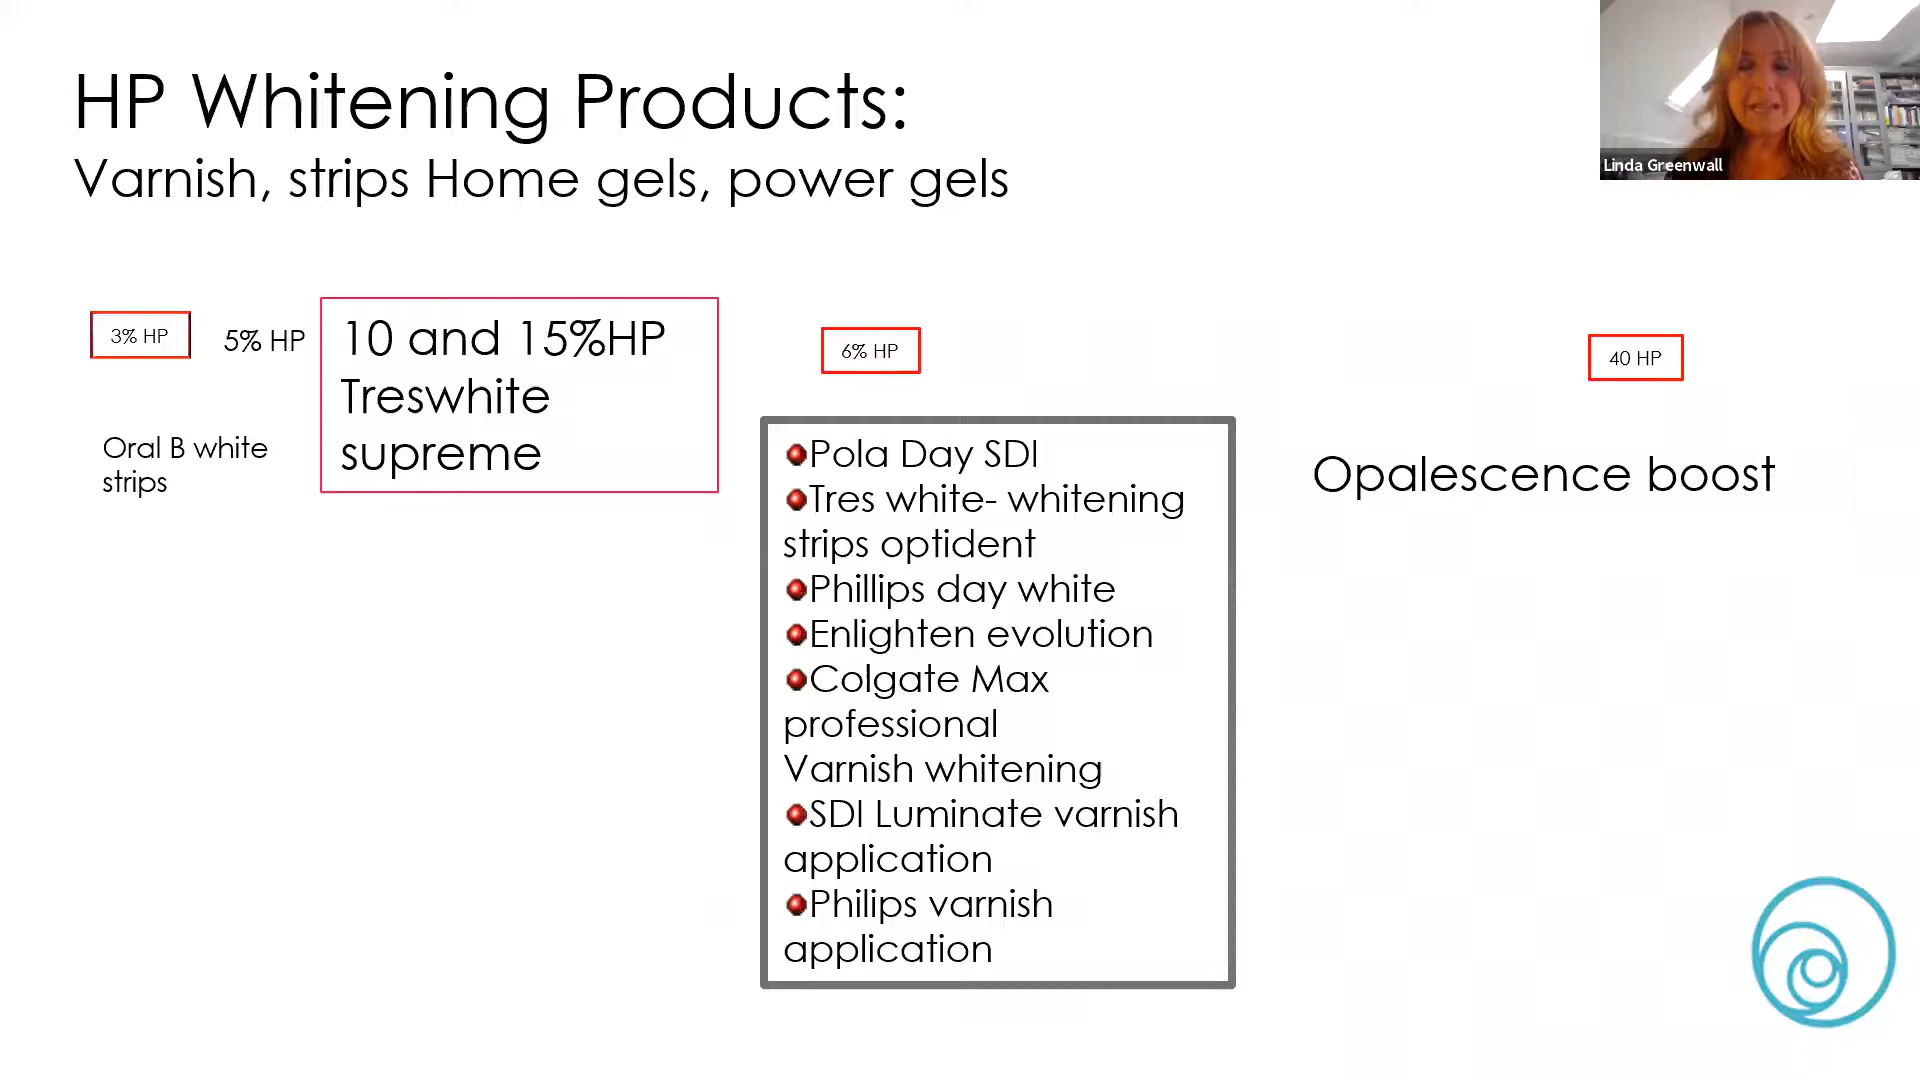 HP Whitening Products:
Varnish, strips Home gels, power gels
Linda Greenwall
3% HP
5% HP
10 and 15%HP
Treswhite
supreme
6% HP
40 HP
Oral B white
strips
Pola Day SDI
Tres white- whitening
strips optident
Phillips day white
Enlighten evolution
Colgate Max
professional
Varnish whitening
SDI Luminate varnish
application
Philips varnish
application
Opalescence boost